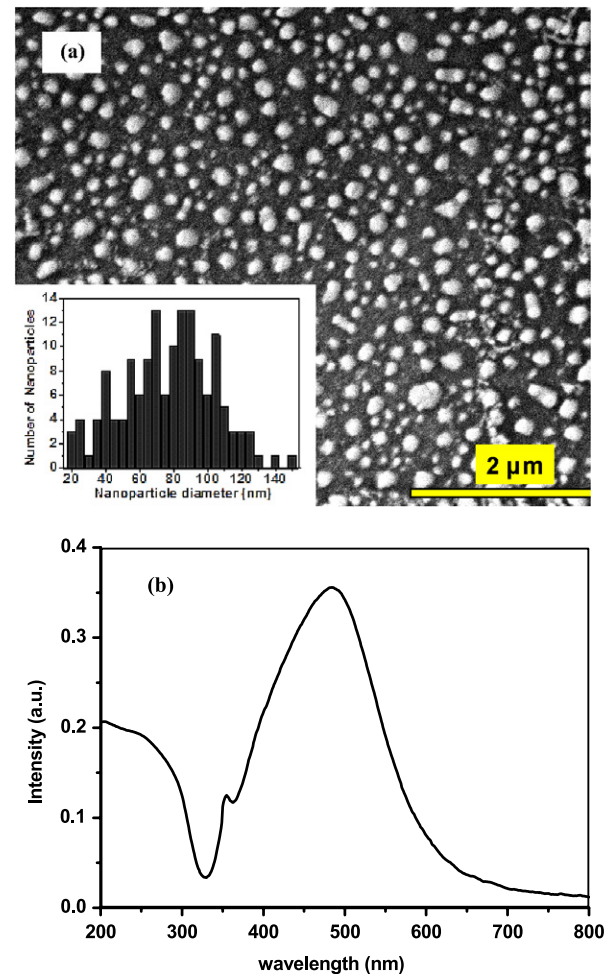 (a)
14
12
10
8
6
4
2
0
Number of Nanoparticles
20 40 60 80 100 120 140
Nanoparticle diameter [nm]
2 µm
0.4
(b)
0.3
0.2
0.1
0.0
Intensity (a.u.)
200 300 400 500 600 700 800
wavelength (nm)